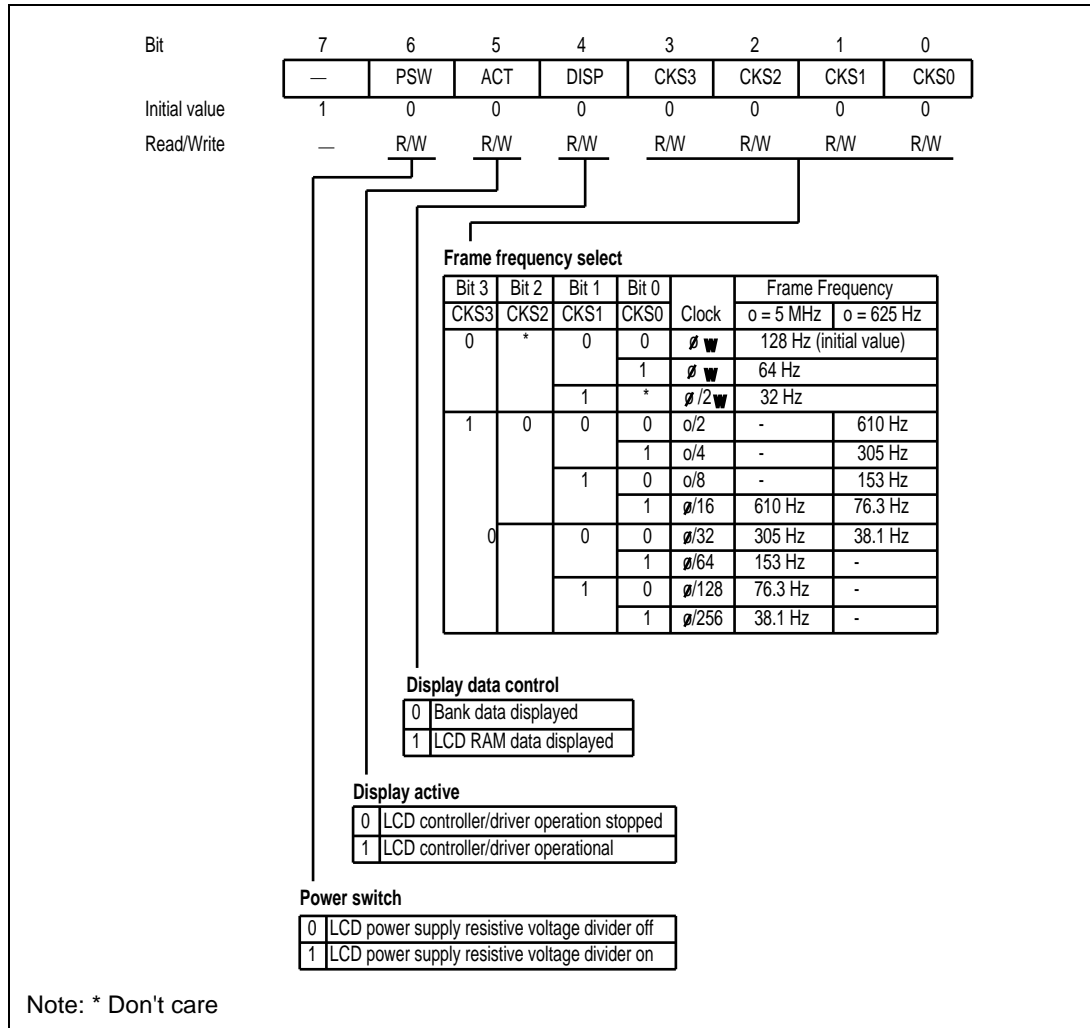 Bit 7 6 5 4 3 2 1 0
— PSW ACT DISP CKS3 CKS2 CKS1 CKS0
Initial value 1 0 0 0 0 0 0 0
Read/Write — R/W R/W R/W R/W R/W R/W R/W
Frame frequency select
Bit 3 Bit 2 Bit 1 Bit 0 Frame Frequency
CKS3 CKS2 CKS1 CKS0 Clock o = 5 MHz o = 625 Hz
0 * 0 0 ø w 128 Hz (initial value)
1 ø w 64 Hz
1 * ø /2 w 32 Hz
1 0 0 0 o/2 - 610 Hz
1 o/4 - 305 Hz
1 0 o/8 - 153 Hz
1 ø/16 610 Hz 76.3 Hz
0 0 0 ø/32 305 Hz 38.1 Hz
1 ø/64 153 Hz -
1 0 ø/128 76.3 Hz -
1 ø/256 38.1 Hz -
Display data control
0 Bank data displayed
1 LCD RAM data displayed
Display active
0 LCD controller/driver operation stopped
1 LCD controller/driver operational
Power switch
0 LCD power supply resistive voltage divider off
1 LCD power supply resistive voltage divider on
Note: * Don't care